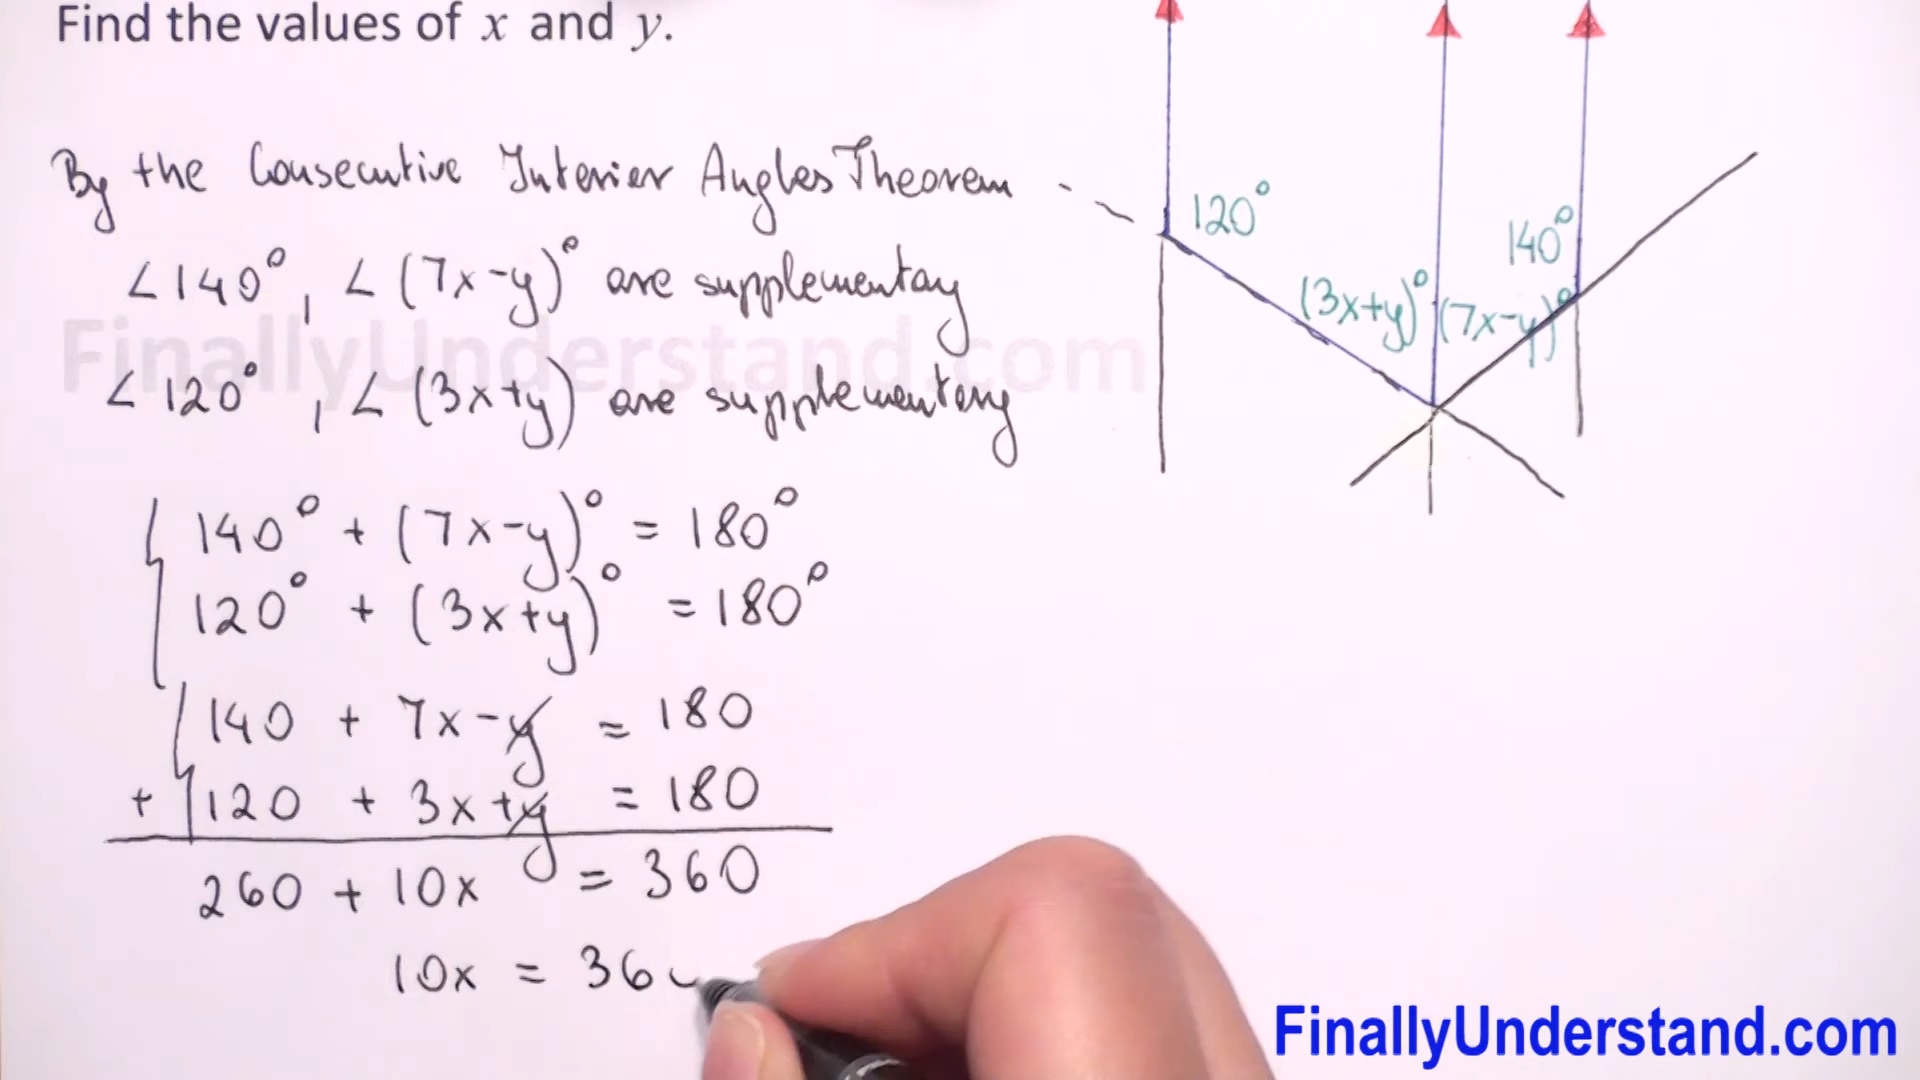 Find the values of x and y.
By the Consecutive Interior Angles Theorem
∠140°, ∠(7x-y)° are supplementary
∠120°, ∠(3x+y) are supplementary
140° + (7x-y)° = 180°
120° + (3x+y)° = 180°
140 + 7x-y = 180
+ 120 + 3x+y = 180
260 + 10x = 360
10x = 36
120°
140°
(3x+y)°
(7x-y)°
FinallyUnderstand.com
FinallyUnderstand.com